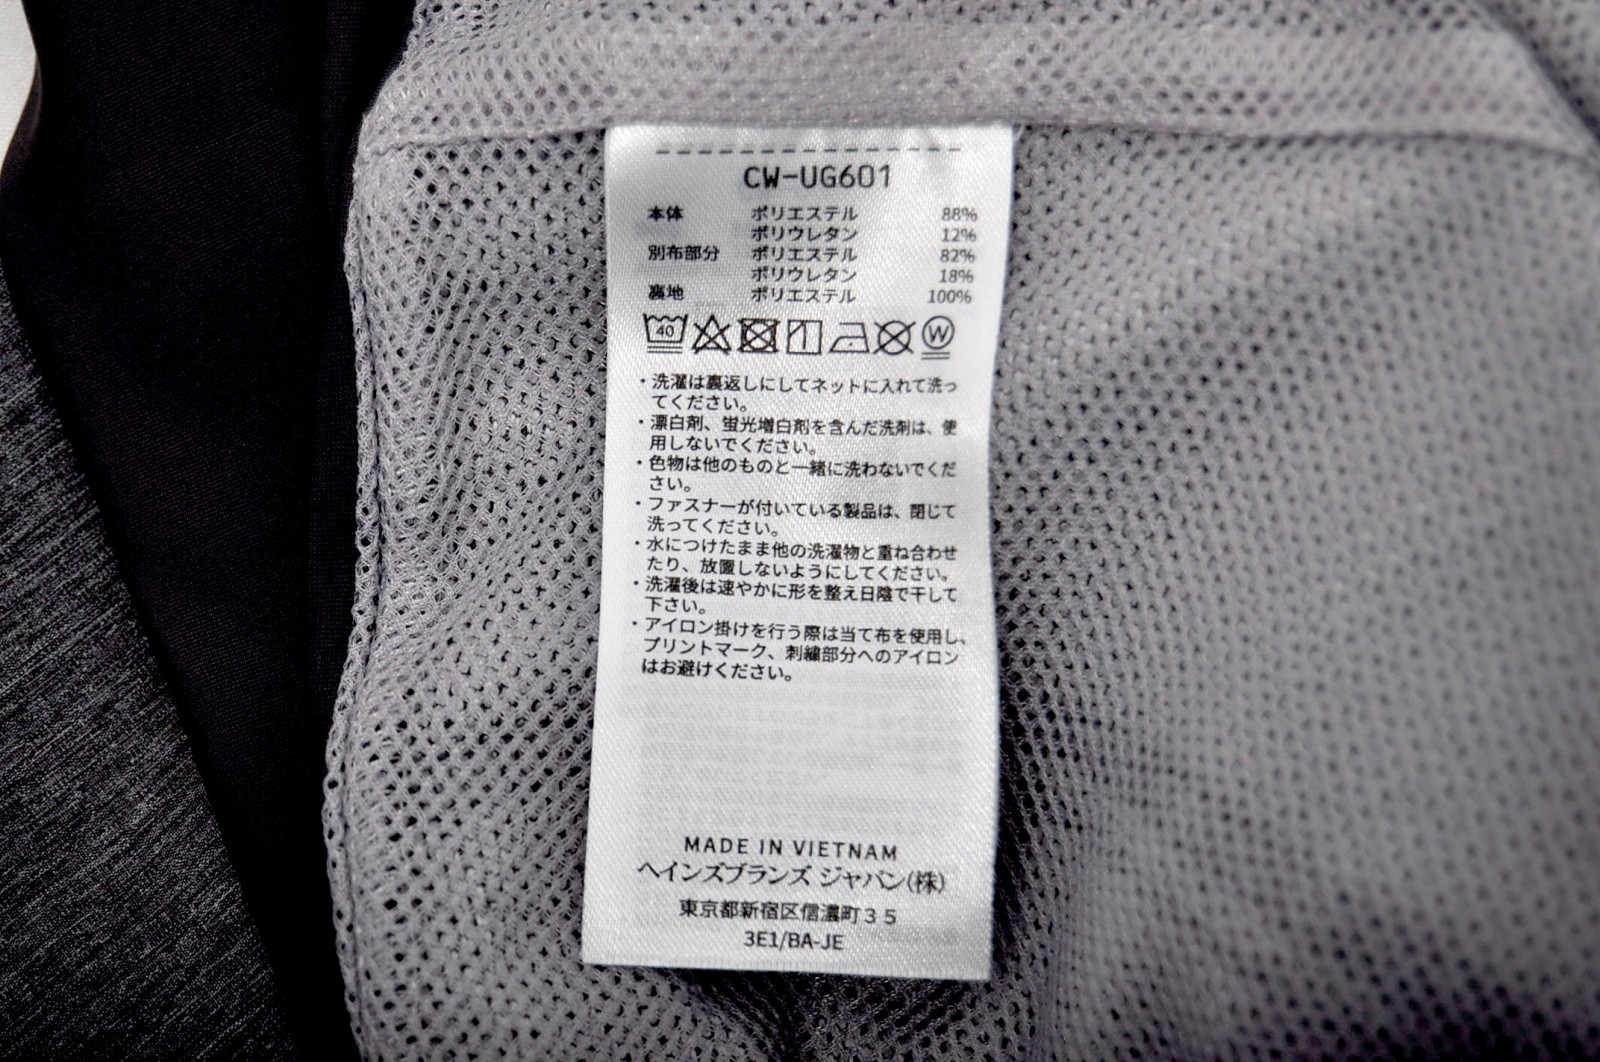 CW-UG601
本体 ポリエステル 88%
ポリウレタン 12%
別布部分 ポリエステル 82%
ポリウレタン 18%
裏地 ポリエステル 100%
40 W
・洗濯は裏返しにしてネットに入れて洗っ
てください。
・漂白剤、蛍光増白剤を含んだ洗剤は、使
用しないでください。
・色物は他のものと一緒に洗わないでくだ
さい。
・ファスナーが付いている製品は、閉じて
洗ってください。
・水につけたまま他の洗濯物と重ね合わせ
たり、放置しないようにしてください。
・洗濯後は速やかに形を整え日陰で干して
下さい。
・アイロン掛けを行う際は当て布を使用し、
プリントマーク、刺繍部分へのアイロン
はお避けください。
MADE IN VIETNAM
ヘインズブランズ ジャパン(株)
東京都新宿区信濃町35
3E1/BA-JE